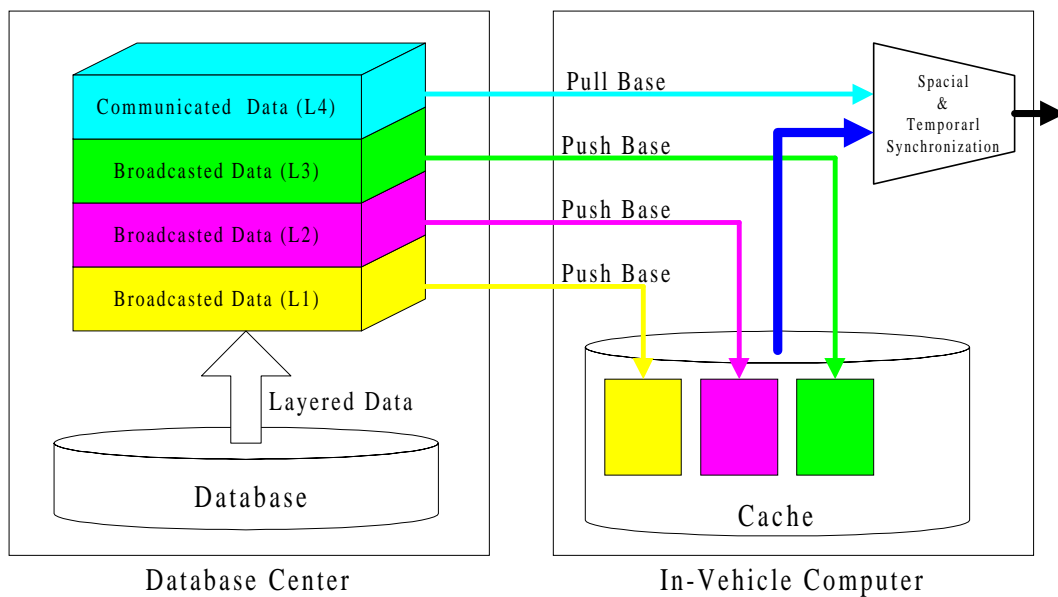 Communicated Data (L4)
Broadcasted Data (L3)
Broadcasted Data (L2)
Broadcasted Data (L1)
Layered Data
Database
Database Center
Pull Base
Push Base
Push Base
Push Base
Spacial
&
Temporarl
Synchronization
Cache
In-Vehicle Computer